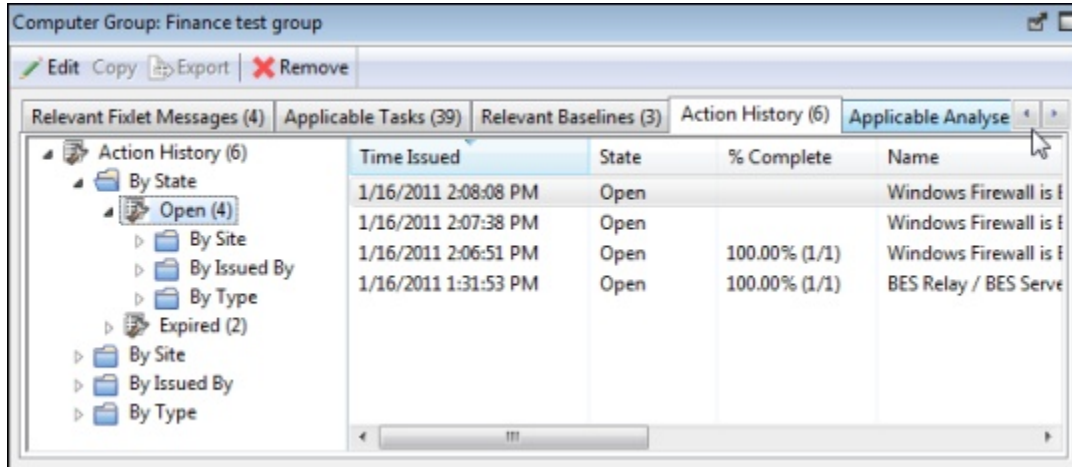 Computer Group: Finance test group
Edit Copy Export Remove
Relevant Fixlet Messages (4) Applicable Tasks (39) Relevant Baselines (3) Action History (6) Applicable Analyse
Action History (6)
By State
Open (4)
By Site
By Issued By
By Type
Expired (2)
By Site
By Issued By
By Type
Time Issued State % Complete Name
1/16/2011 2:08:08 PM Open Windows Firewall is
1/16/2011 2:07:38 PM Open Windows Firewall is
1/16/2011 2:06:51 PM Open 100.00% (1/1) Windows Firewall is
1/16/2011 1:31:53 PM Open 100.00% (1/1) BES Relay / BES Serve